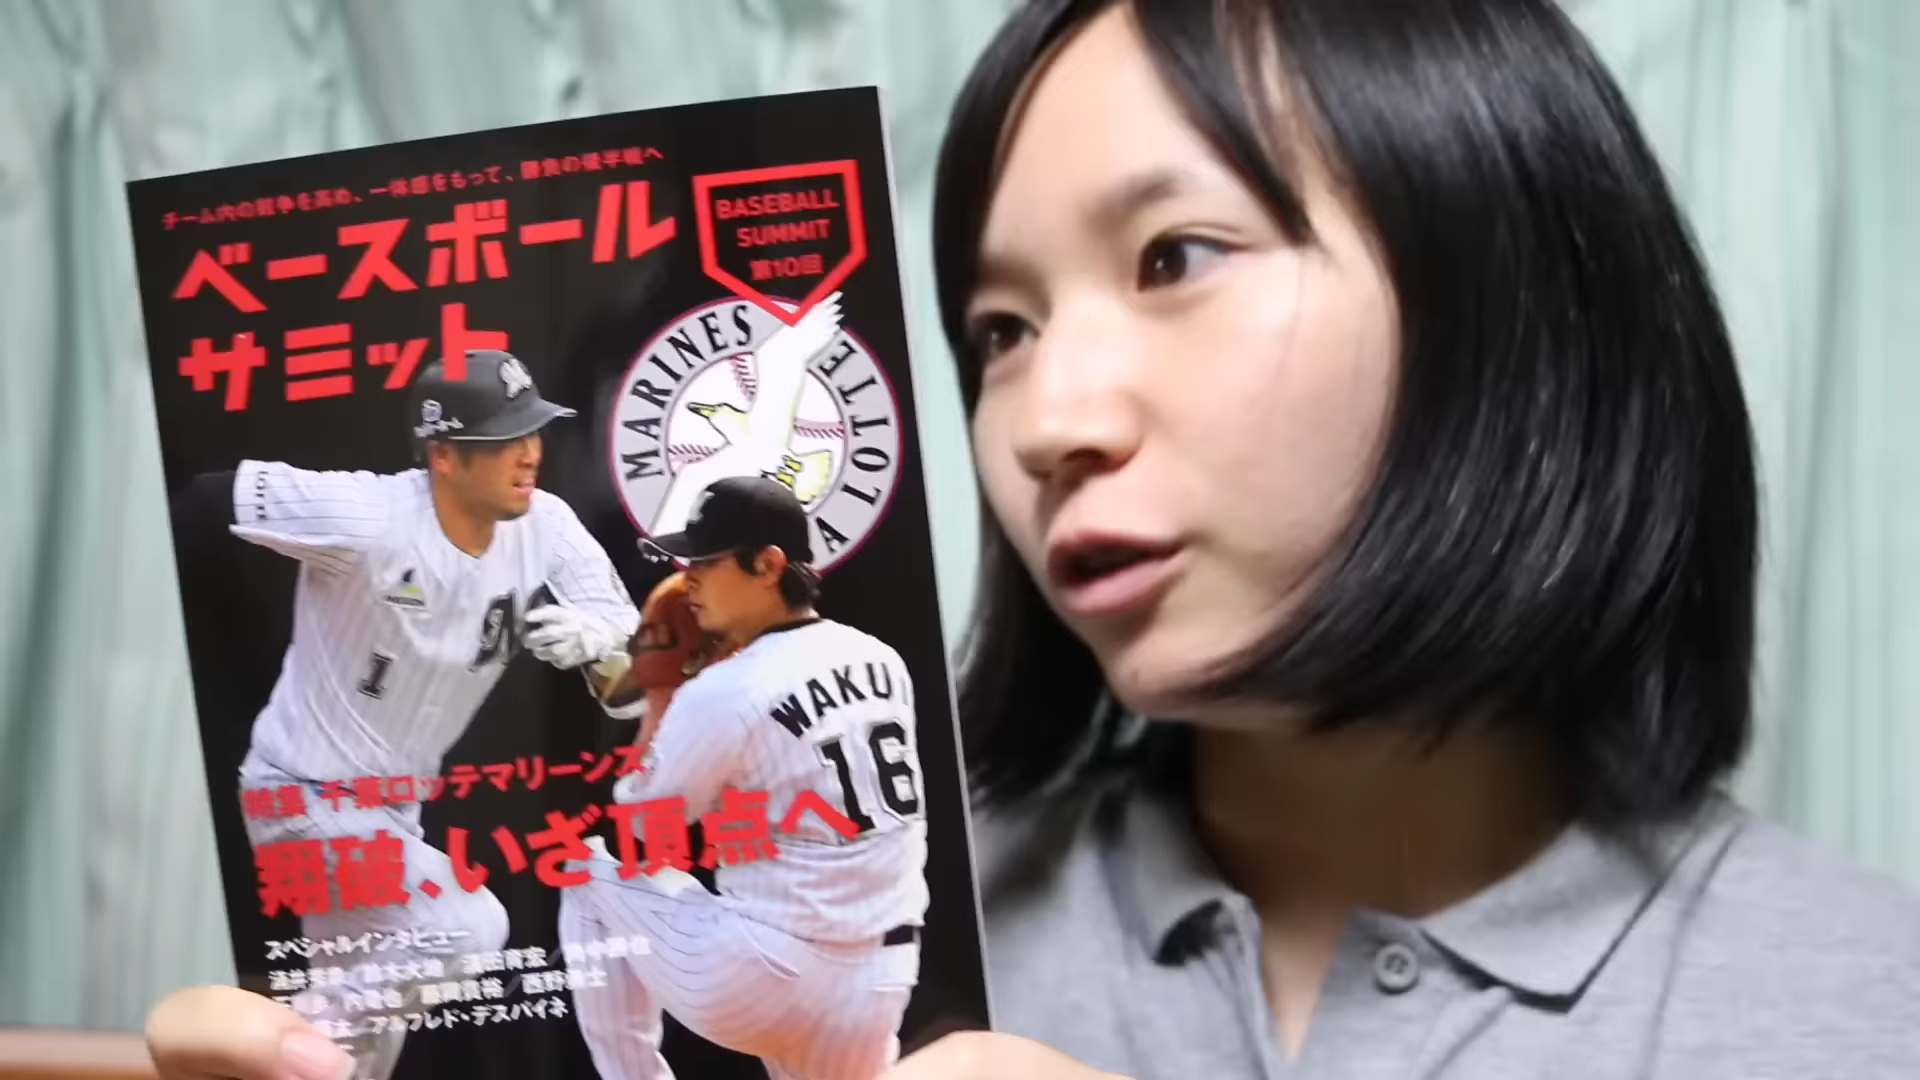 チーム内の競争を高め、一体感をもって、勝負の後半戦へ
ベースボール
サミット
BASEBALL
SUMMIT
第10回
MARINES
LOTTE
M
1
M
WAKUI
16
特集 千葉ロッテマリーンズ
翔破、いざ頂点へ
スペシャルインタビュー
涌井秀章／鈴木大地／清田育宏／角中勝也
内竜也／藤岡貴裕／西野勇士
アルフレド・デスパイネ